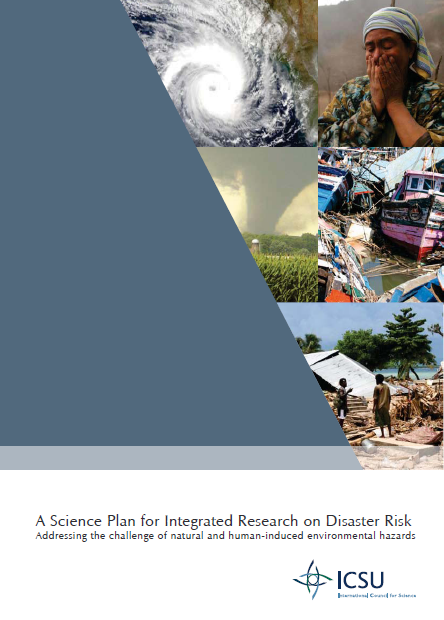 A Science Plan for Integrated Research on Disaster Risk
Addressing the challenge of natural and human-induced environmental hazards
ICSU
International Council for Science